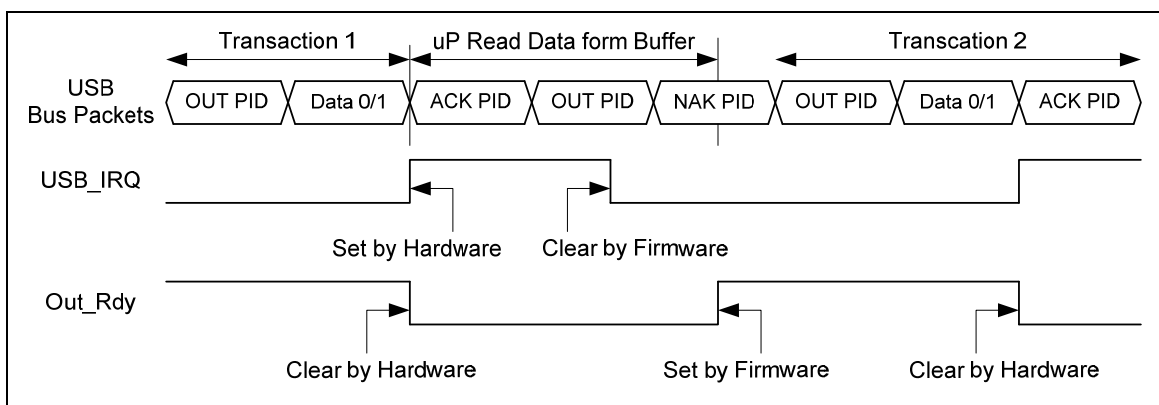 Transaction 1
uP Read Data form Buffer
Transcation 2
USB
Bus Packets
OUT PID
Data 0/1
ACK PID
OUT PID
NAK PID
OUT PID
Data 0/1
ACK PID
USB_IRQ
Set by Hardware
Clear by Firmware
Out_Rdy
Clear by Hardware
Set by Firmware
Clear by Hardware